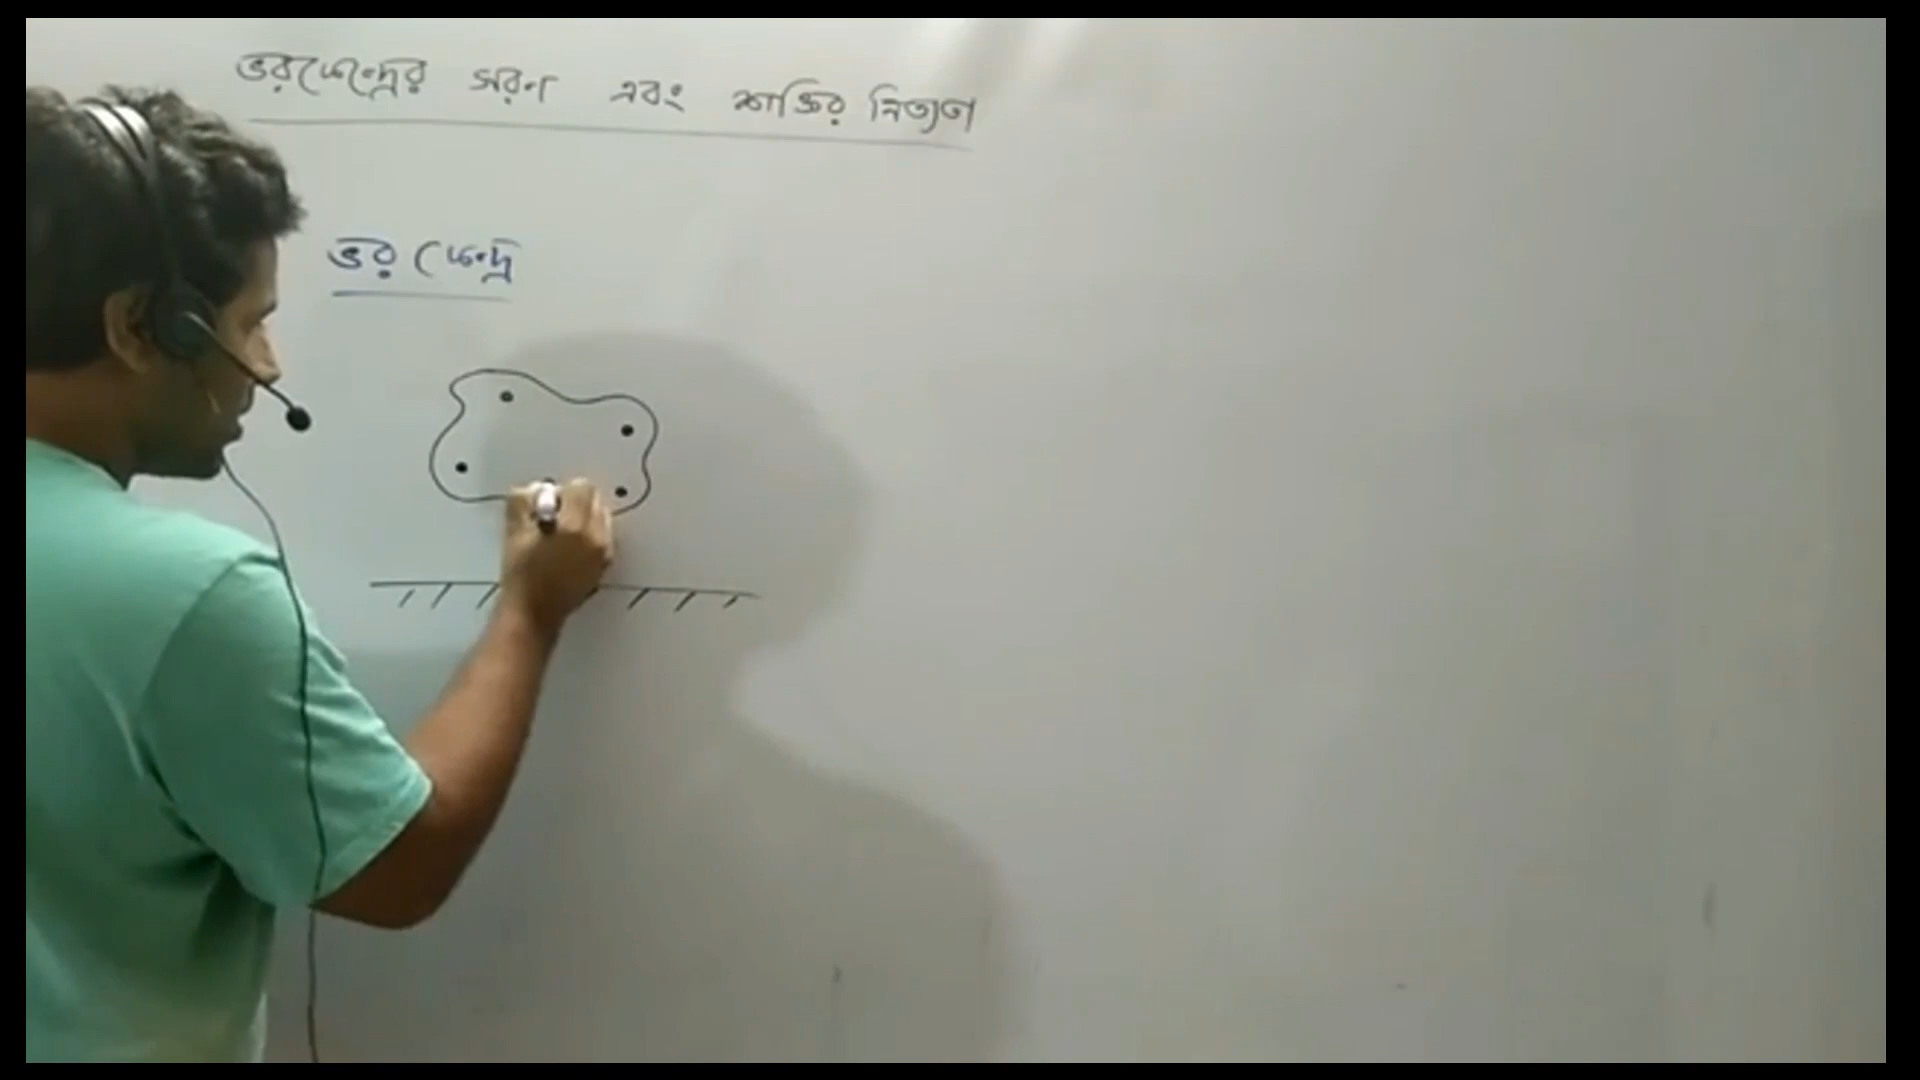 ভরকেন্দ্রের সরণ এবং শক্তির নিত্যতা
ভর কেন্দ্র